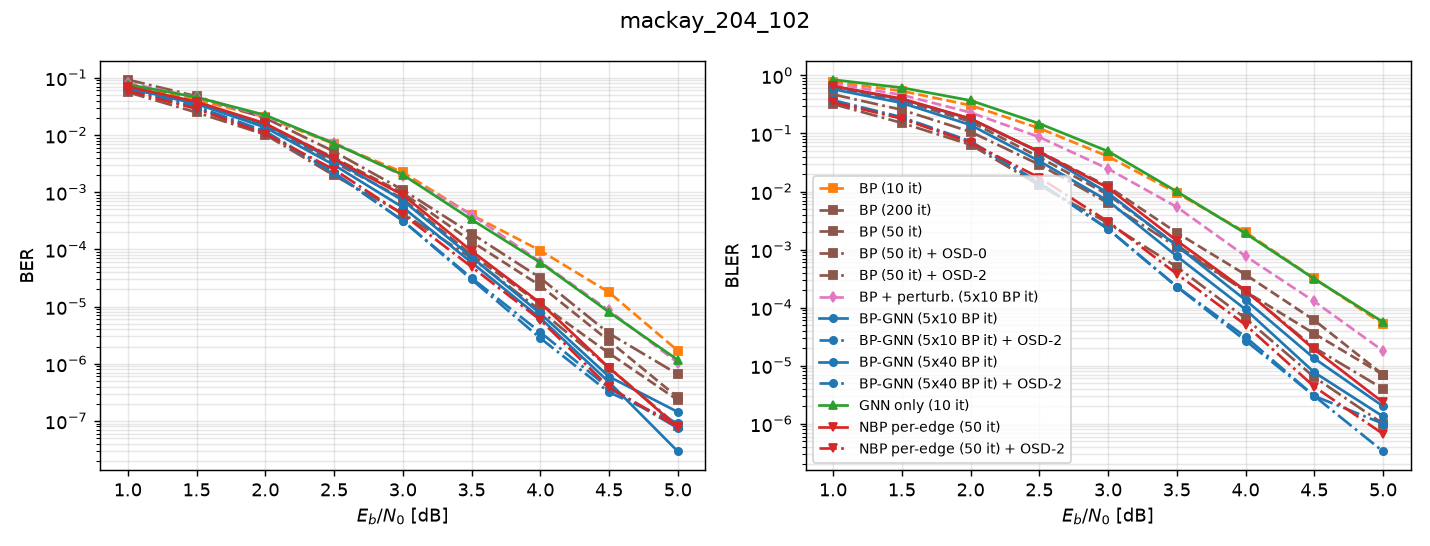 mackay_204_102
10⁻¹
10⁻²
10⁻³
10⁻⁴
10⁻⁵
10⁻⁶
10⁻⁷
BER
1.0 1.5 2.0 2.5 3.0 3.5 4.0 4.5 5.0
E_b/N_0 [dB]
10⁰
10⁻¹
10⁻²
10⁻³
10⁻⁴
10⁻⁵
10⁻⁶
BLER
BP (10 it)
BP (200 it)
BP (50 it)
BP (50 it) + OSD-0
BP (50 it) + OSD-2
BP + perturb. (5x10 BP it)
BP-GNN (5x10 BP it)
BP-GNN (5x10 BP it) + OSD-2
BP-GNN (5x40 BP it)
BP-GNN (5x40 BP it) + OSD-2
GNN only (10 it)
NBP per-edge (50 it)
NBP per-edge (50 it) + OSD-2
1.0 1.5 2.0 2.5 3.0 3.5 4.0 4.5 5.0
E_b/N_0 [dB]